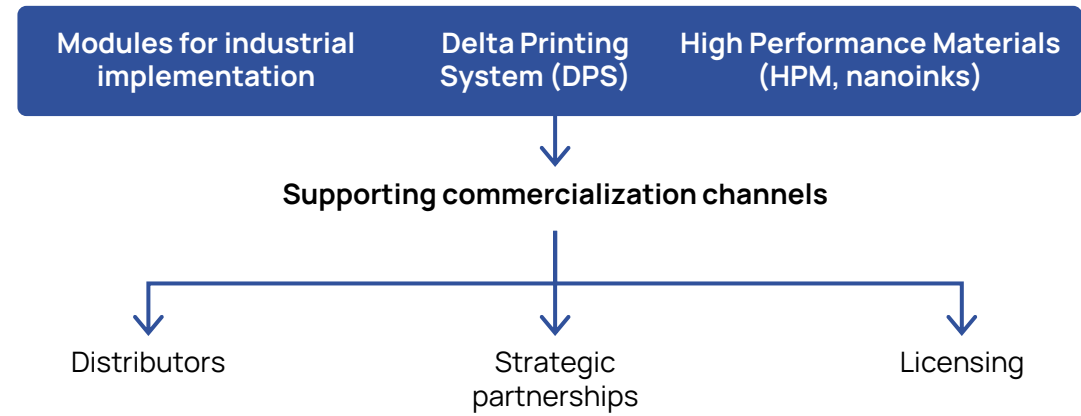 Modules for industrial
implementation
Delta Printing
System (DPS)
High Performance Materials
(HPM, nanoinks)
Supporting commercialization channels
Distributors
Strategic
partnerships
Licensing